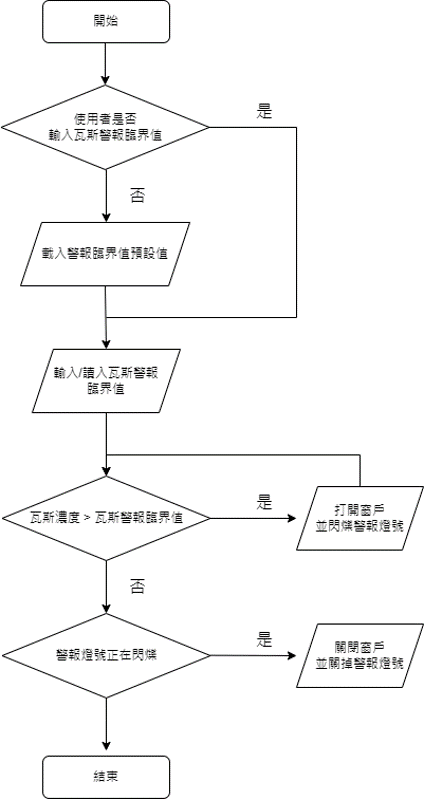 開始
使用者是否
輸入瓦斯警報臨界值
是
否
載入警報臨界值預設值
輸入/讀入瓦斯警報
臨界值
瓦斯濃度 > 瓦斯警報臨界值
是
打開窗戶
並閃爍警報燈號
否
警報燈號正在閃爍
是
關閉窗戶
並關掉警報燈號
結束